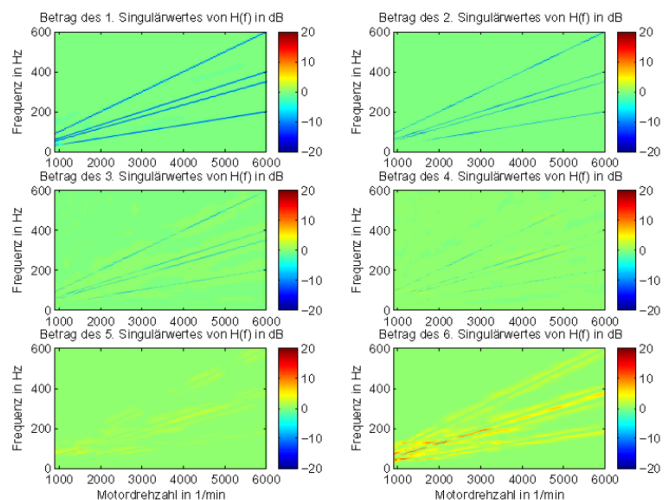 Betrag des 1. Singulärwertes von H(f) in dB
Betrag des 2. Singulärwertes von H(f) in dB
600
400
200
0
Frequenz in Hz
1000 2000 3000 4000 5000 6000
20
10
0
-10
-20
600
400
200
0
Frequenz in Hz
1000 2000 3000 4000 5000 6000
20
10
0
-10
-20
Betrag des 3. Singulärwertes von H(f) in dB
Betrag des 4. Singulärwertes von H(f) in dB
600
400
200
0
Frequenz in Hz
1000 2000 3000 4000 5000 6000
20
10
0
-10
-20
600
400
200
0
Frequenz in Hz
1000 2000 3000 4000 5000 6000
20
10
0
-10
-20
Betrag des 5. Singulärwertes von H(f) in dB
Betrag des 6. Singulärwertes von H(f) in dB
600
400
200
0
Frequenz in Hz
1000 2000 3000 4000 5000 6000
Motordrehzahl in 1/min
20
10
0
-10
-20
600
400
200
0
Frequenz in Hz
1000 2000 3000 4000 5000 6000
Motordrehzahl in 1/min
20
10
0
-10
-20